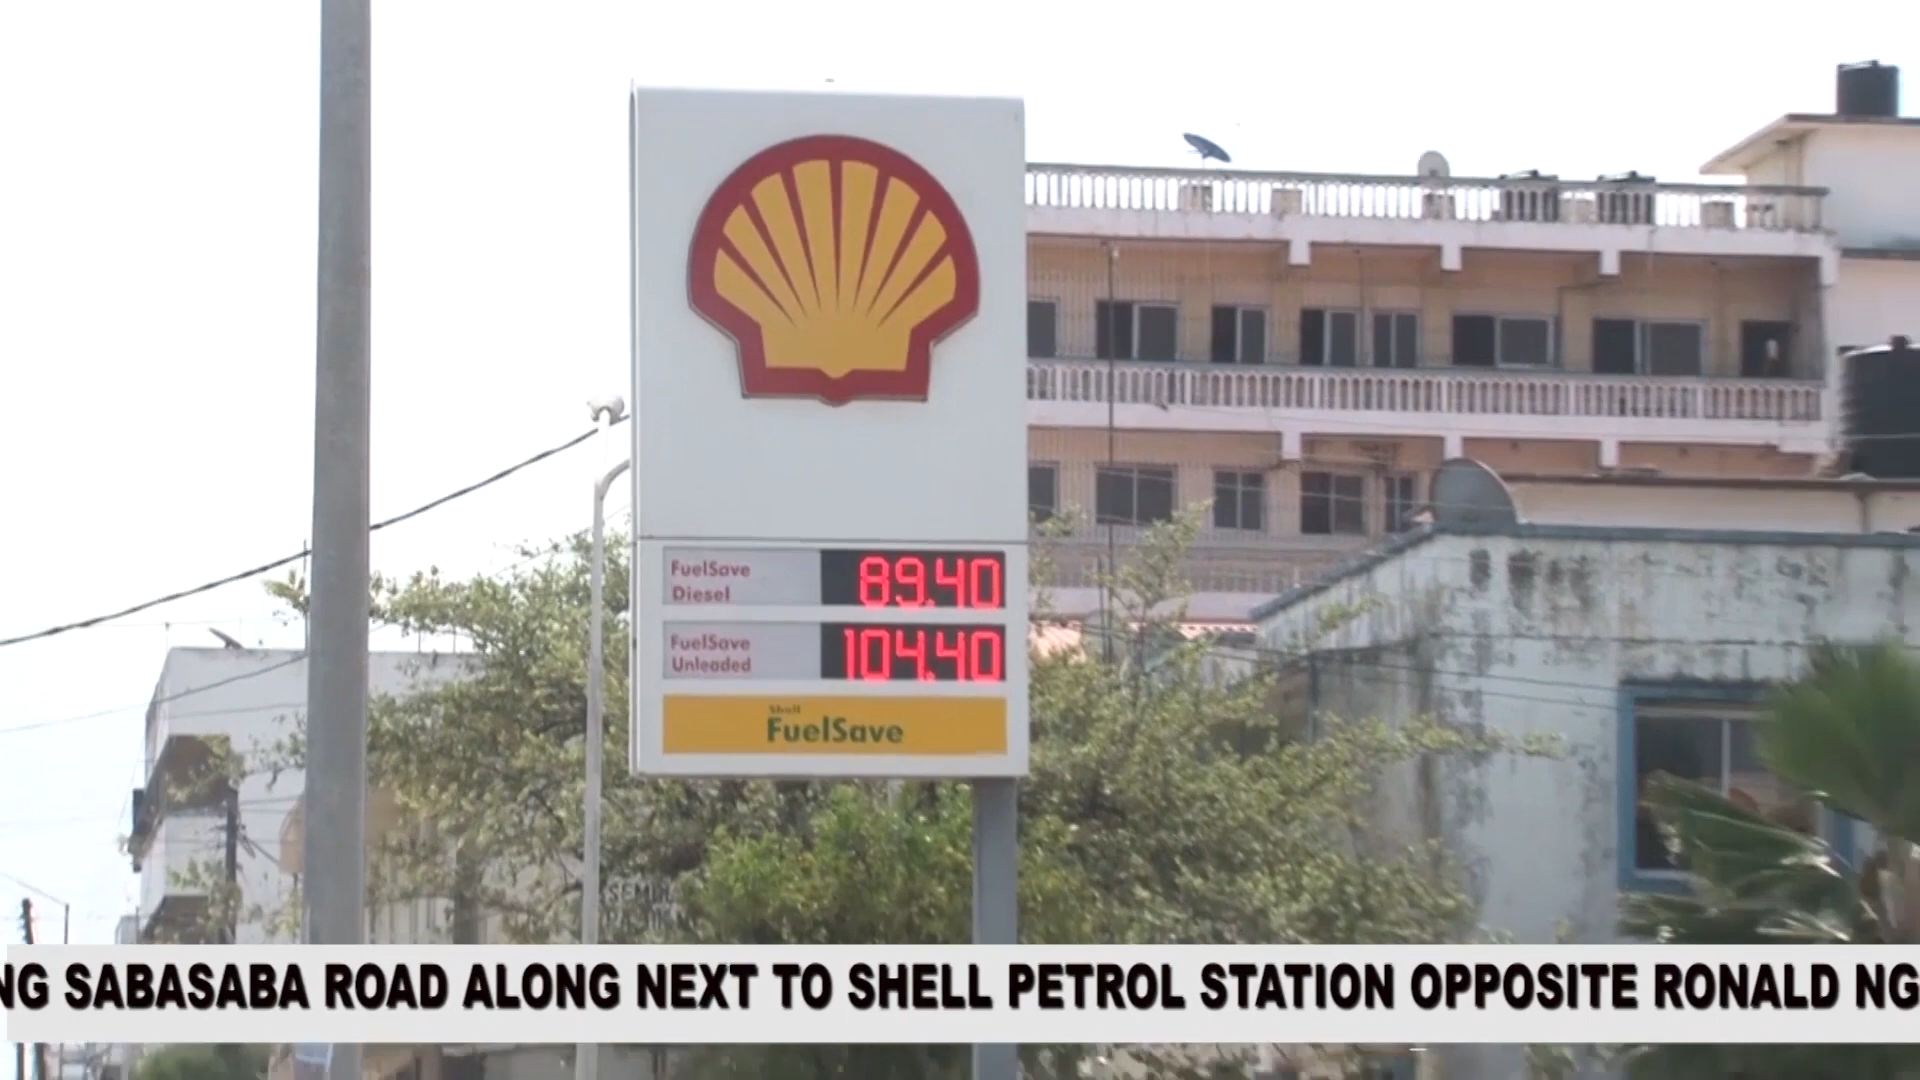 FuelSave
Diesel
89.40
FuelSave
Unleaded
104.40
Shell
FuelSave
NG SABASABA ROAD ALONG NEXT TO SHELL PETROL STATION OPPOSITE RONALD NG